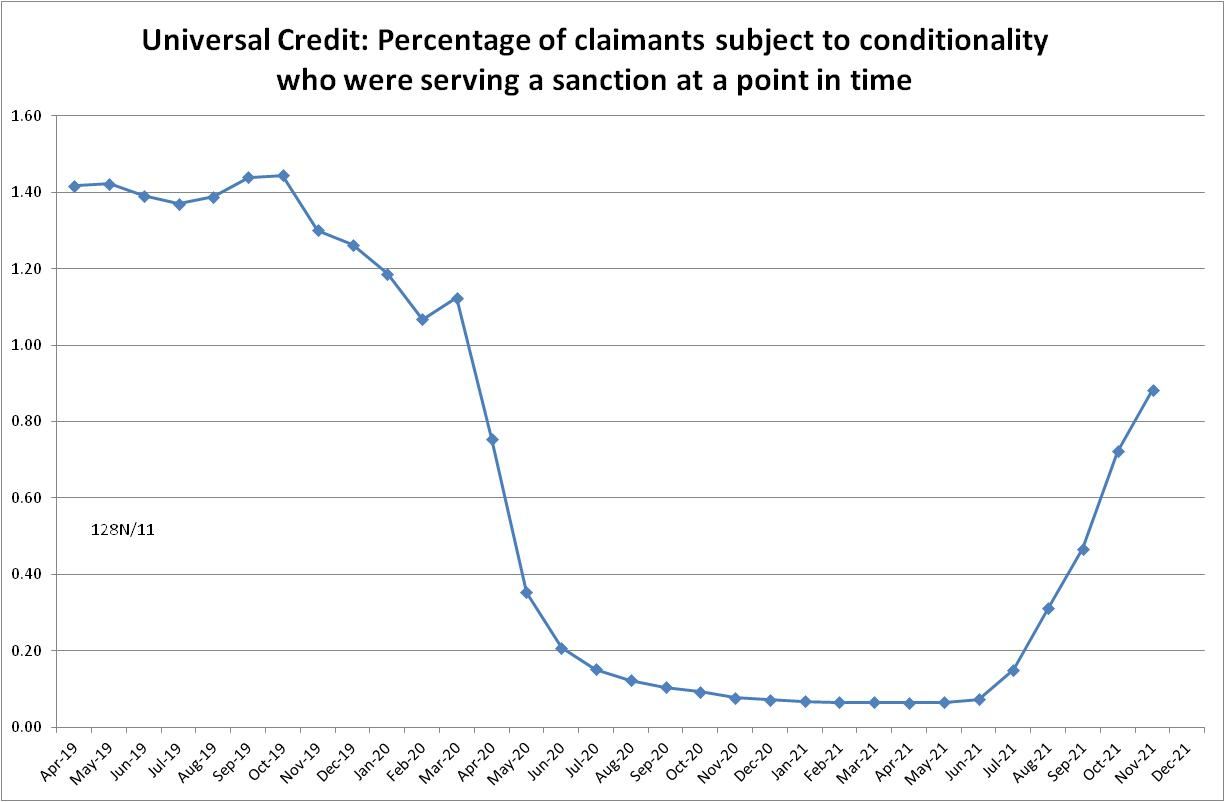 Universal Credit: Percentage of claimants subject to conditionality
who were serving a sanction at a point in time
1.60
1.40
1.20
1.00
0.80
0.60
128N/11
0.40
0.20
0.00
Apr-19
May-19
Jun-19
Jul-19
Aug-19
Sep-19
Oct-19
Nov-19
Dec-19
Jan-20
Feb-20
Mar-20
Apr-20
May-20
Jun-20
Jul-20
Aug-20
Sep-20
Oct-20
Nov-20
Dec-20
Jan-21
Feb-21
Mar-21
Apr-21
May-21
Jun-21
Jul-21
Aug-21
Sep-21
Oct-21
Nov-21
Dec-21